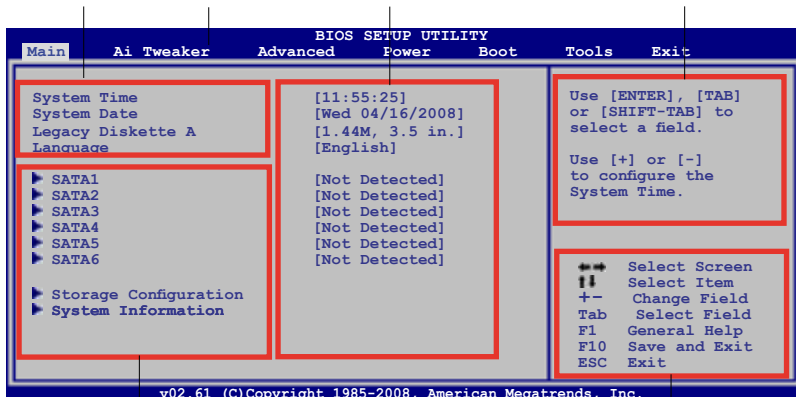 BIOS SETUP UTILITY
Main Ai Tweaker Advanced Power Boot Tools Exit
System Time [11:55:25]
System Date [Wed 04/16/2008]
Legacy Diskette A [1.44M, 3.5 in.]
Language [English]
SATA1 [Not Detected]
SATA2 [Not Detected]
SATA3 [Not Detected]
SATA4 [Not Detected]
SATA5 [Not Detected]
SATA6 [Not Detected]
Storage Configuration
System Information
Use [ENTER], [TAB]
or [SHIFT-TAB] to
select a field.
Use [+] or [-]
to configure the
System Time.
Select Screen
Select Item
+- Change Field
Tab Select Field
F1 General Help
F10 Save and Exit
ESC Exit
v02.61 (C)Copyright 1985-2008, American Megatrends, Inc.